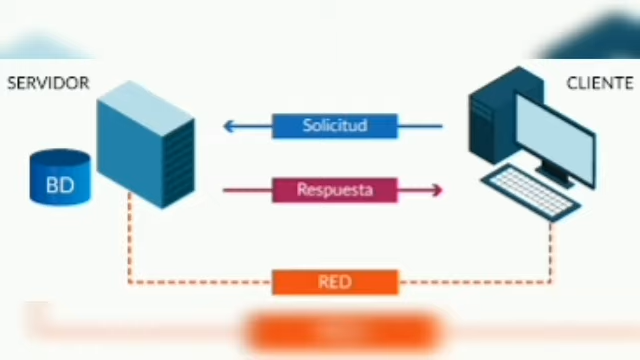 SERVIDOR
CLIENTE
Solicitud
BD
Respuesta
RED